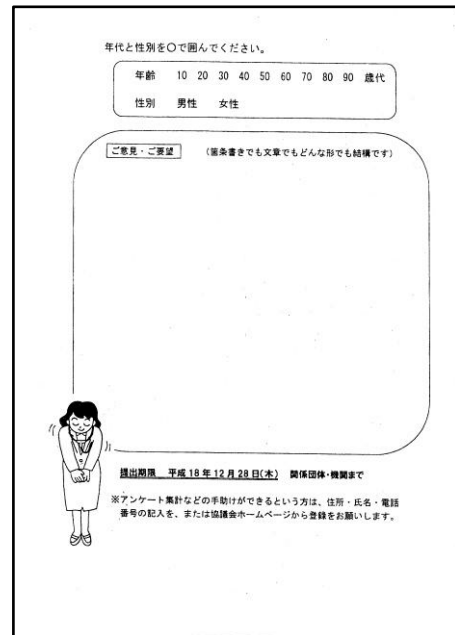 年代と性別を〇で囲んでください。
年齢 10 20 30 40 50 60 70 80 90 歳代
性別 男性 女性
ご意見・ご要望 (箇条書きでも文章でもどんな形でも結構です)
提出期限 平成18年12月28日(木) 関係団体・機関まで
※アンケート集計などの手助けができるという方は、住所・氏名・電話
番号の記入を、または協議会ホームページから登録をお願いします。